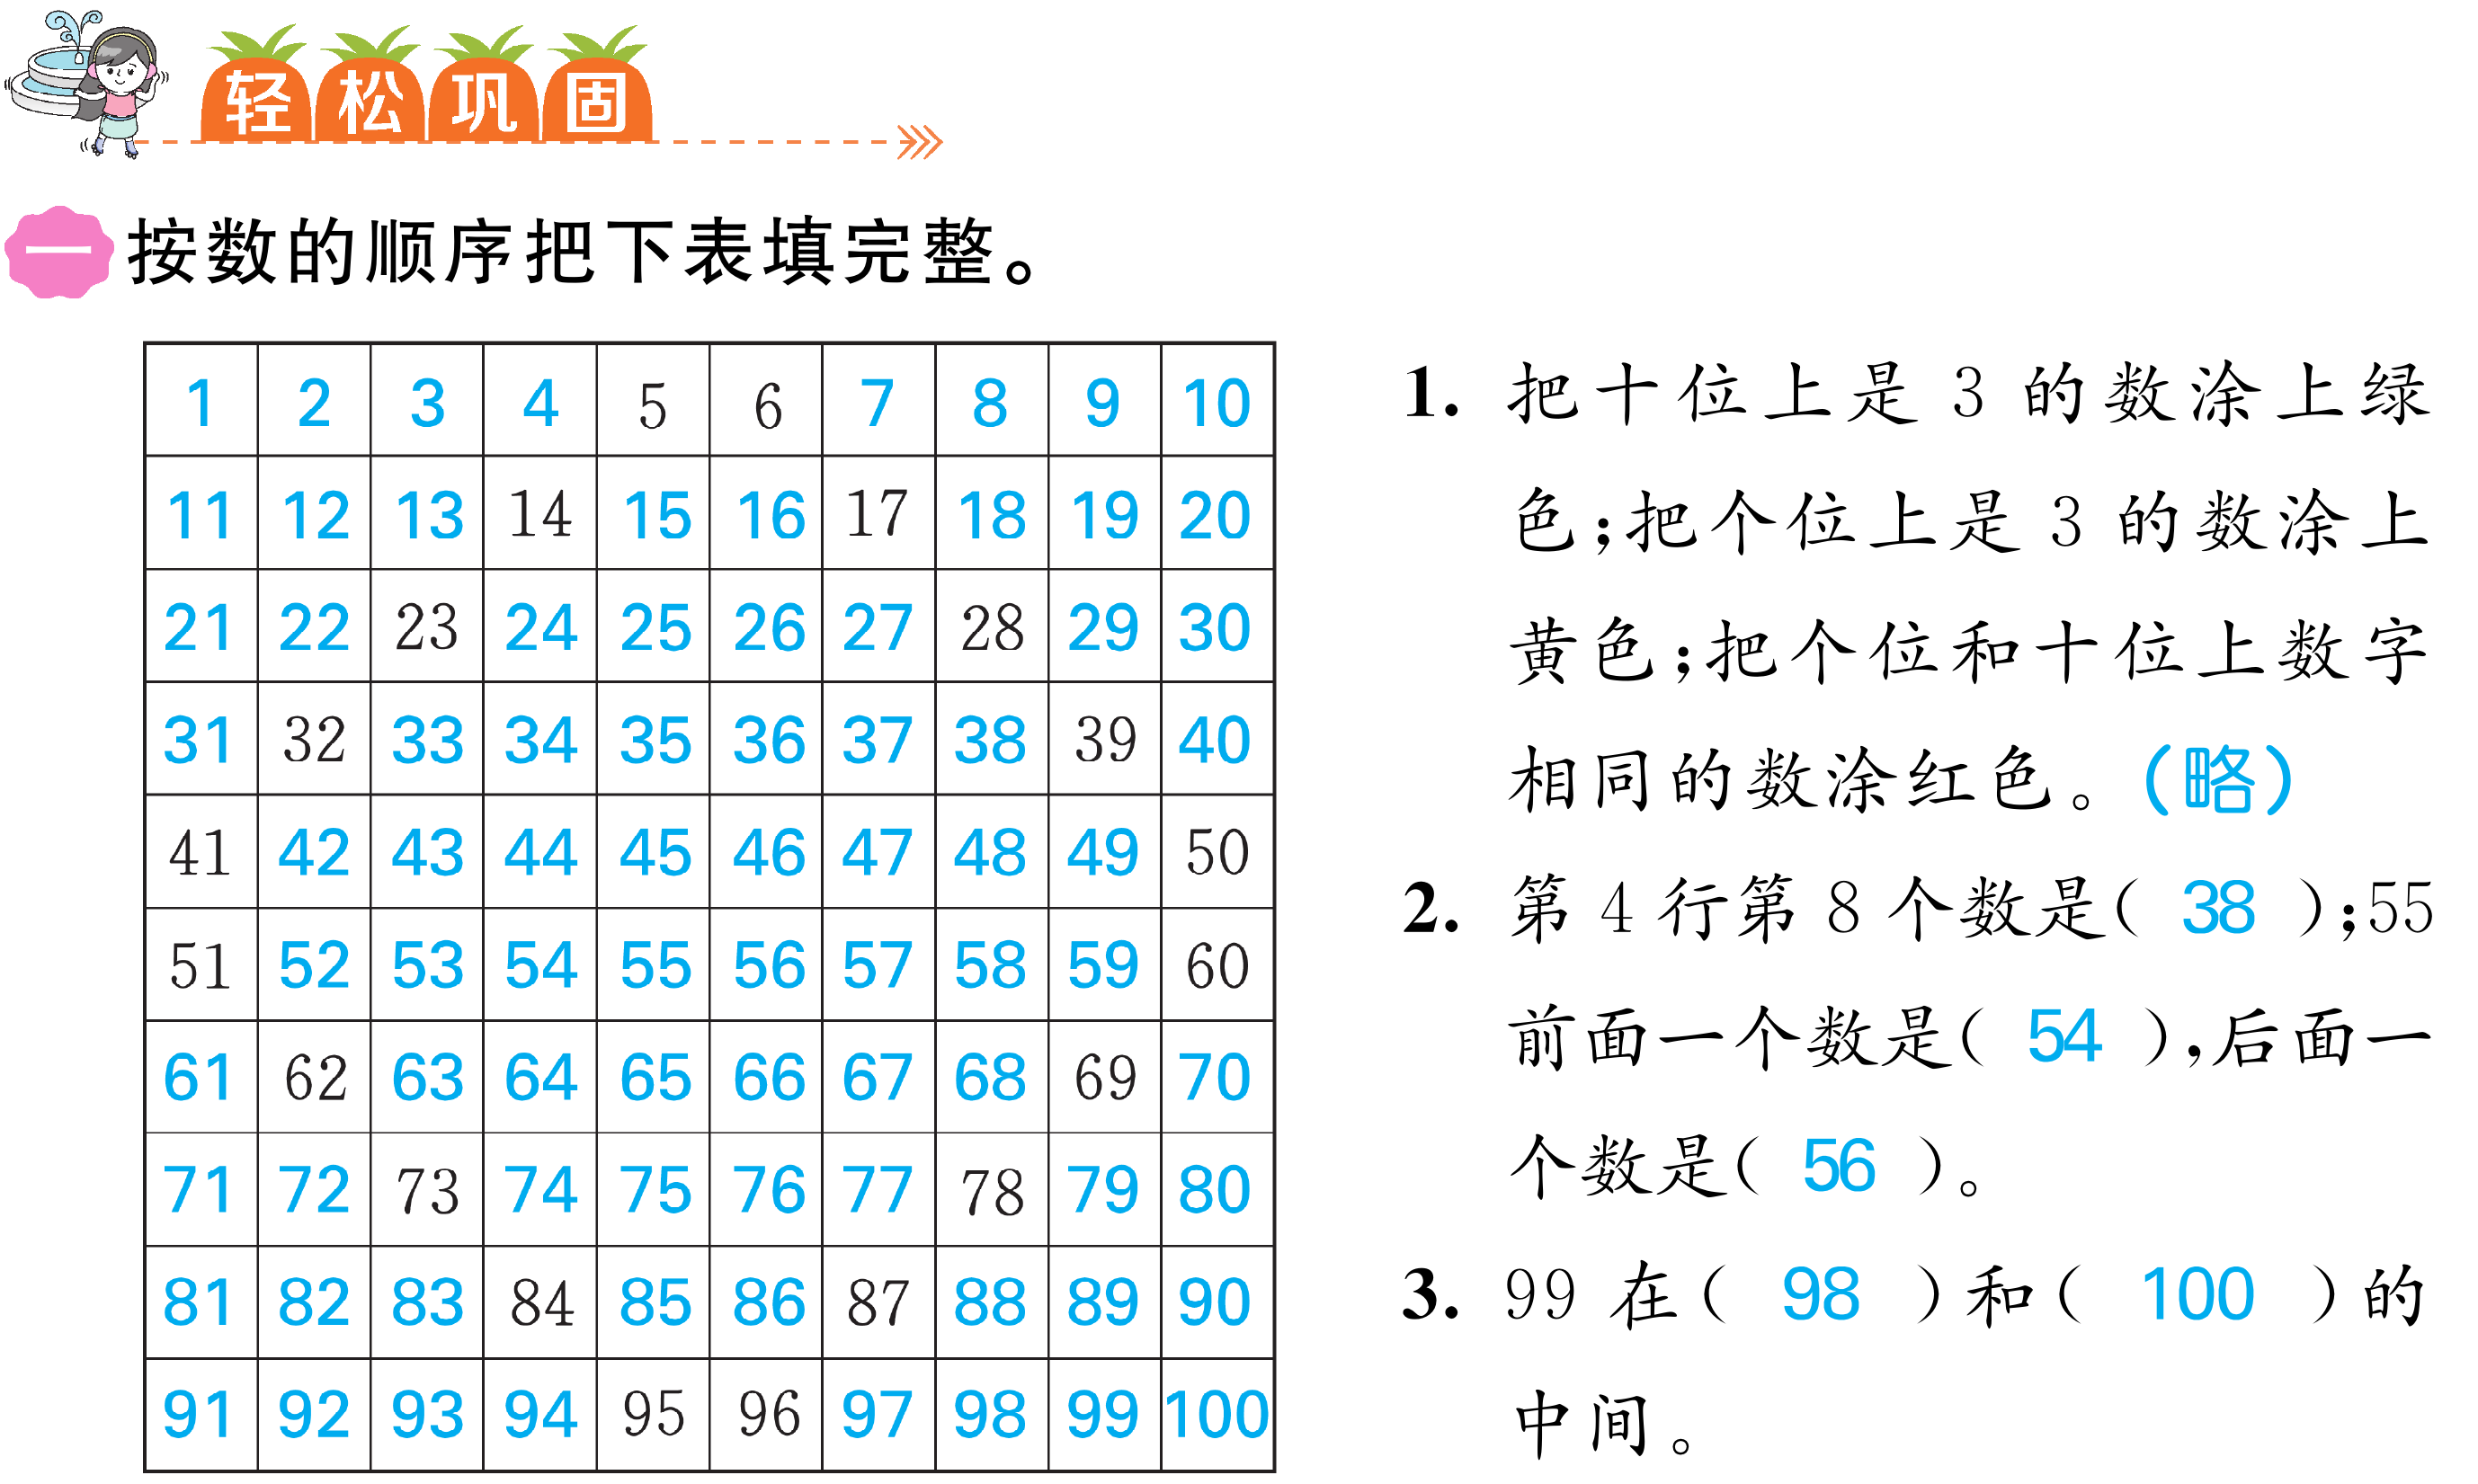 轻松巩固
一 按数的顺序把下表填完整。
1 2 3 4 5 6 7 8 9 10
11 12 13 14 15 16 17 18 19 20
21 22 23 24 25 26 27 28 29 30
31 32 33 34 35 36 37 38 39 40
41 42 43 44 45 46 47 48 49 50
51 52 53 54 55 56 57 58 59 60
61 62 63 64 65 66 67 68 69 70
71 72 73 74 75 76 77 78 79 80
81 82 83 84 85 86 87 88 89 90
91 92 93 94 95 96 97 98 99 100
1. 把十位上是 3 的数涂上绿
色;把个位上是 3 的数涂上
黄色;把个位和十位上数字
相同的数涂红色。(略)
2. 第 4 行第 8 个数是( 38 );55
前面一个数是( 54 ),后面一
个数是( 56 )。
3. 99 在( 98 )和( 100 )的
中间。